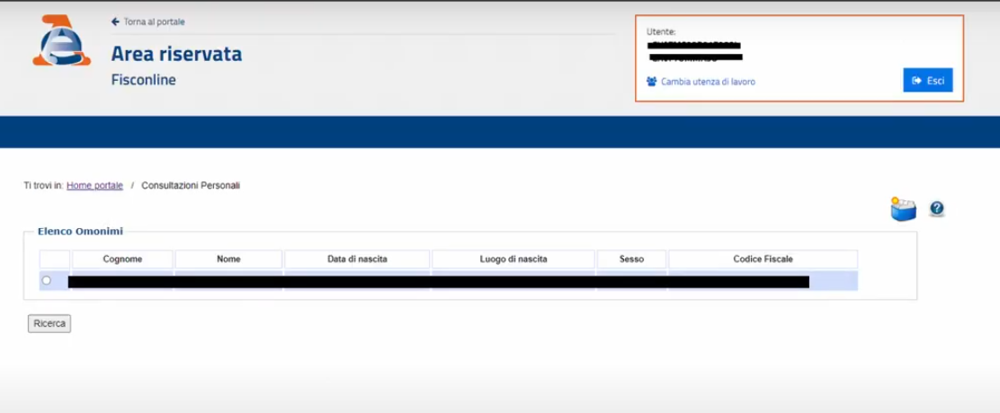 Torna al portale
Area riservata
Fisconline
Utente:
Cambia utenza di lavoro
Esci
Ti trovi in: Home portale / Consultazioni Personali
Elenco Omonimi
Cognome Nome Data di nascita Luogo di nascita Sesso Codice Fiscale
Ricerca